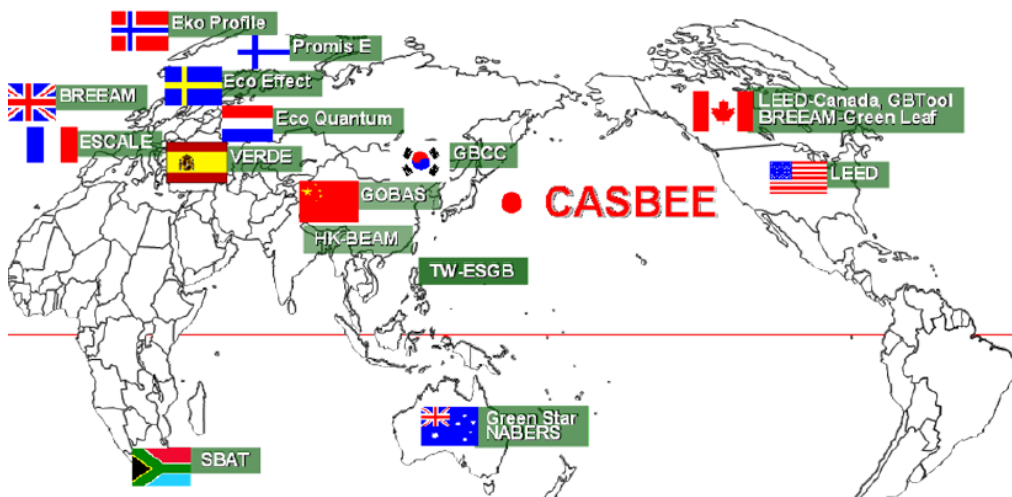 Eko Profile
Promis E
Eco Effect
BREEAM
LEED-Canada, GBTool
BREEAM-Green Leaf
Eco Quantum
ESCALE
VERDE
GBCC
LEED
GOBAS
CASBEE
HK-BEAM
TW-ESGB
Green Star
NABERS
SBAT